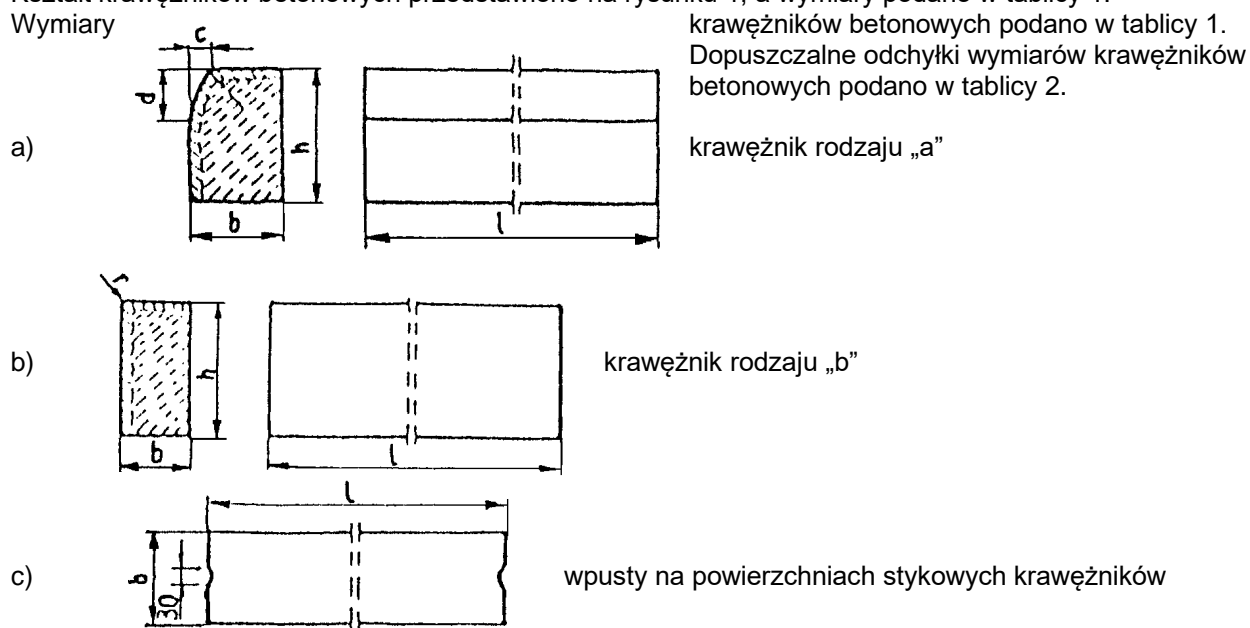 Wymiary
krawężników betonowych podano w tablicy 1.
Dopuszczalne odchyłki wymiarów krawężników
betonowych podano w tablicy 2.
c
d
h
b
l
a)
krawężnik rodzaju „a”
r
h
b
l
b)
krawężnik rodzaju „b”
l
b
30
c)
wpusty na powierzchniach stykowych krawężników